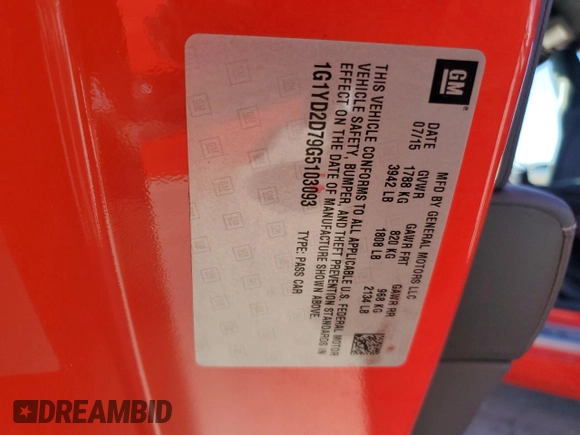 GM
MFD BY GENERAL MOTORS LLC
DATE GVWR GAWR FRT GAWR RR
07/15 1788 KG 820 KG 968 KG
3942 LB 1808 LB 2134 LB
THIS VEHICLE CONFORMS TO ALL APPLICABLE U.S. FEDERAL MOTOR
VEHICLE SAFETY, BUMPER, AND THEFT PREVENTION STANDARDS IN
EFFECT ON THE DATE OF MANUFACTURE SHOWN ABOVE.
1G1YD2D79G5103093 TYPE: PASS CAR
DREAMBID